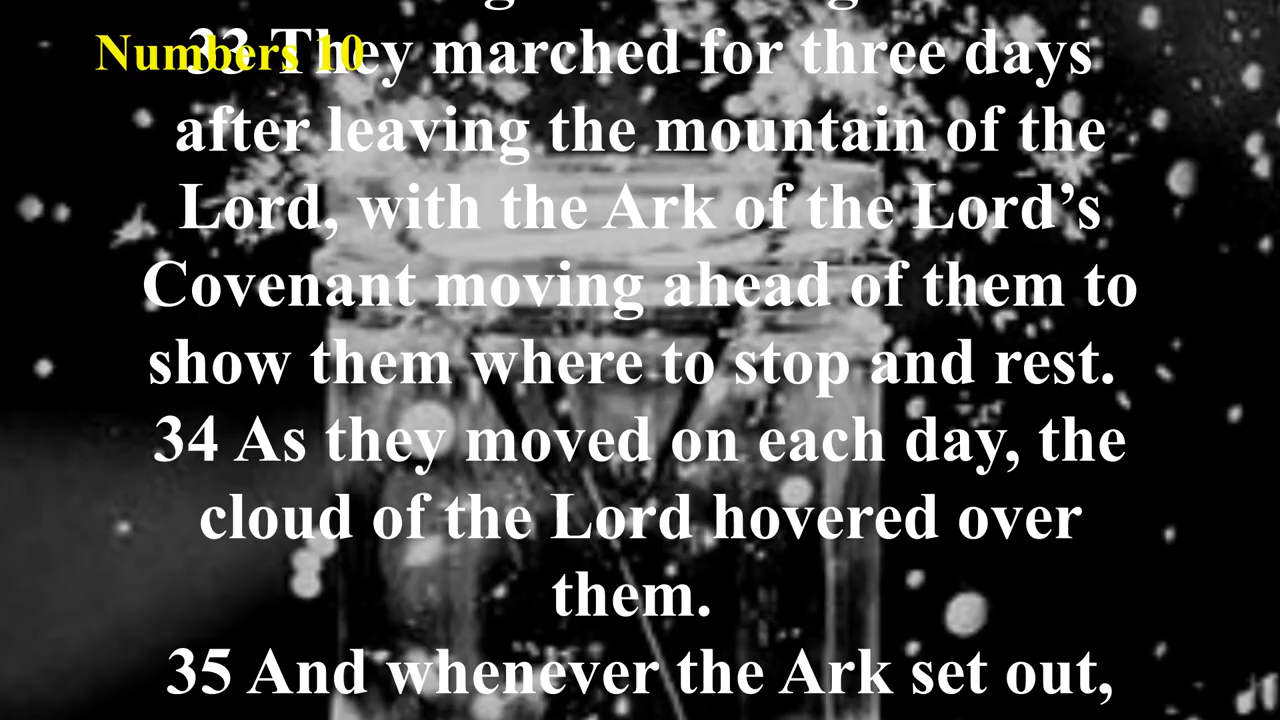 Numbers 10
33 They marched for three days
after leaving the mountain of the
Lord, with the Ark of the Lord’s
Covenant moving ahead of them to
show them where to stop and rest.
34 As they moved on each day, the
cloud of the Lord hovered over
them.
35 And whenever the Ark set out,